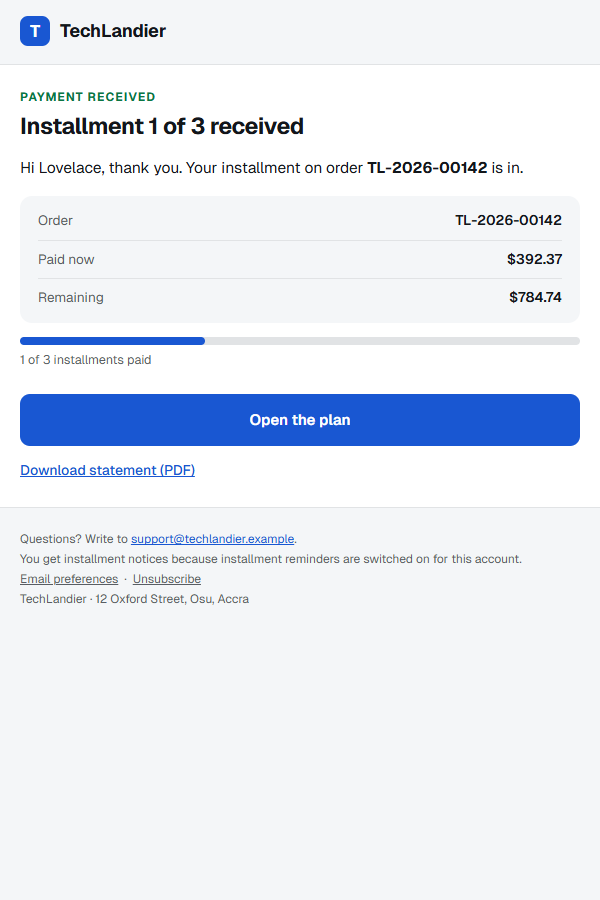 T TechLandier
PAYMENT RECEIVED
Installment 1 of 3 received
Hi Lovelace, thank you. Your installment on order TL-2026-00142 is in.
Order TL-2026-00142
Paid now $392.37
Remaining $784.74
1 of 3 installments paid
Open the plan
Download statement (PDF)
Questions? Write to support@techlandier.example.
You get installment notices because installment reminders are switched on for this account.
Email preferences · Unsubscribe
TechLandier · 12 Oxford Street, Osu, Accra